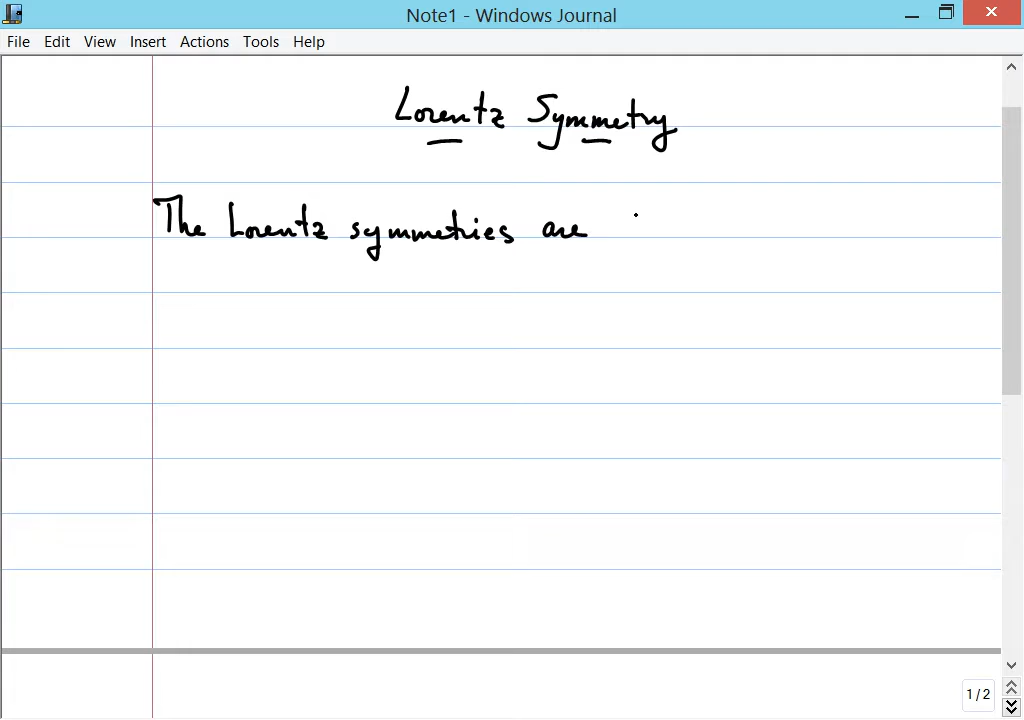 Note1 - Windows Journal
File Edit View Insert Actions Tools Help
Lorentz Symmetry
The Lorentz symmetries are
1 / 2